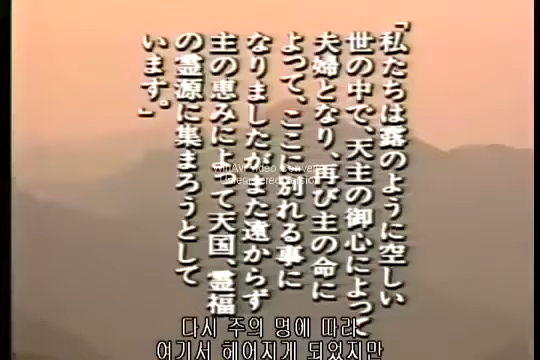 「私たちは露のように空しい
世の中で、天主の御心によって
夫婦となり、再び主の命に
よって、ここに別れる事に
なりましたが、また遠からず
主の恵みによって天国、霊福
の霊源に集まろうとして
います。」
WinAVI Video Converter
Unregistered version
다시 주의 명에 따라
여기서 헤어지게 되었지만